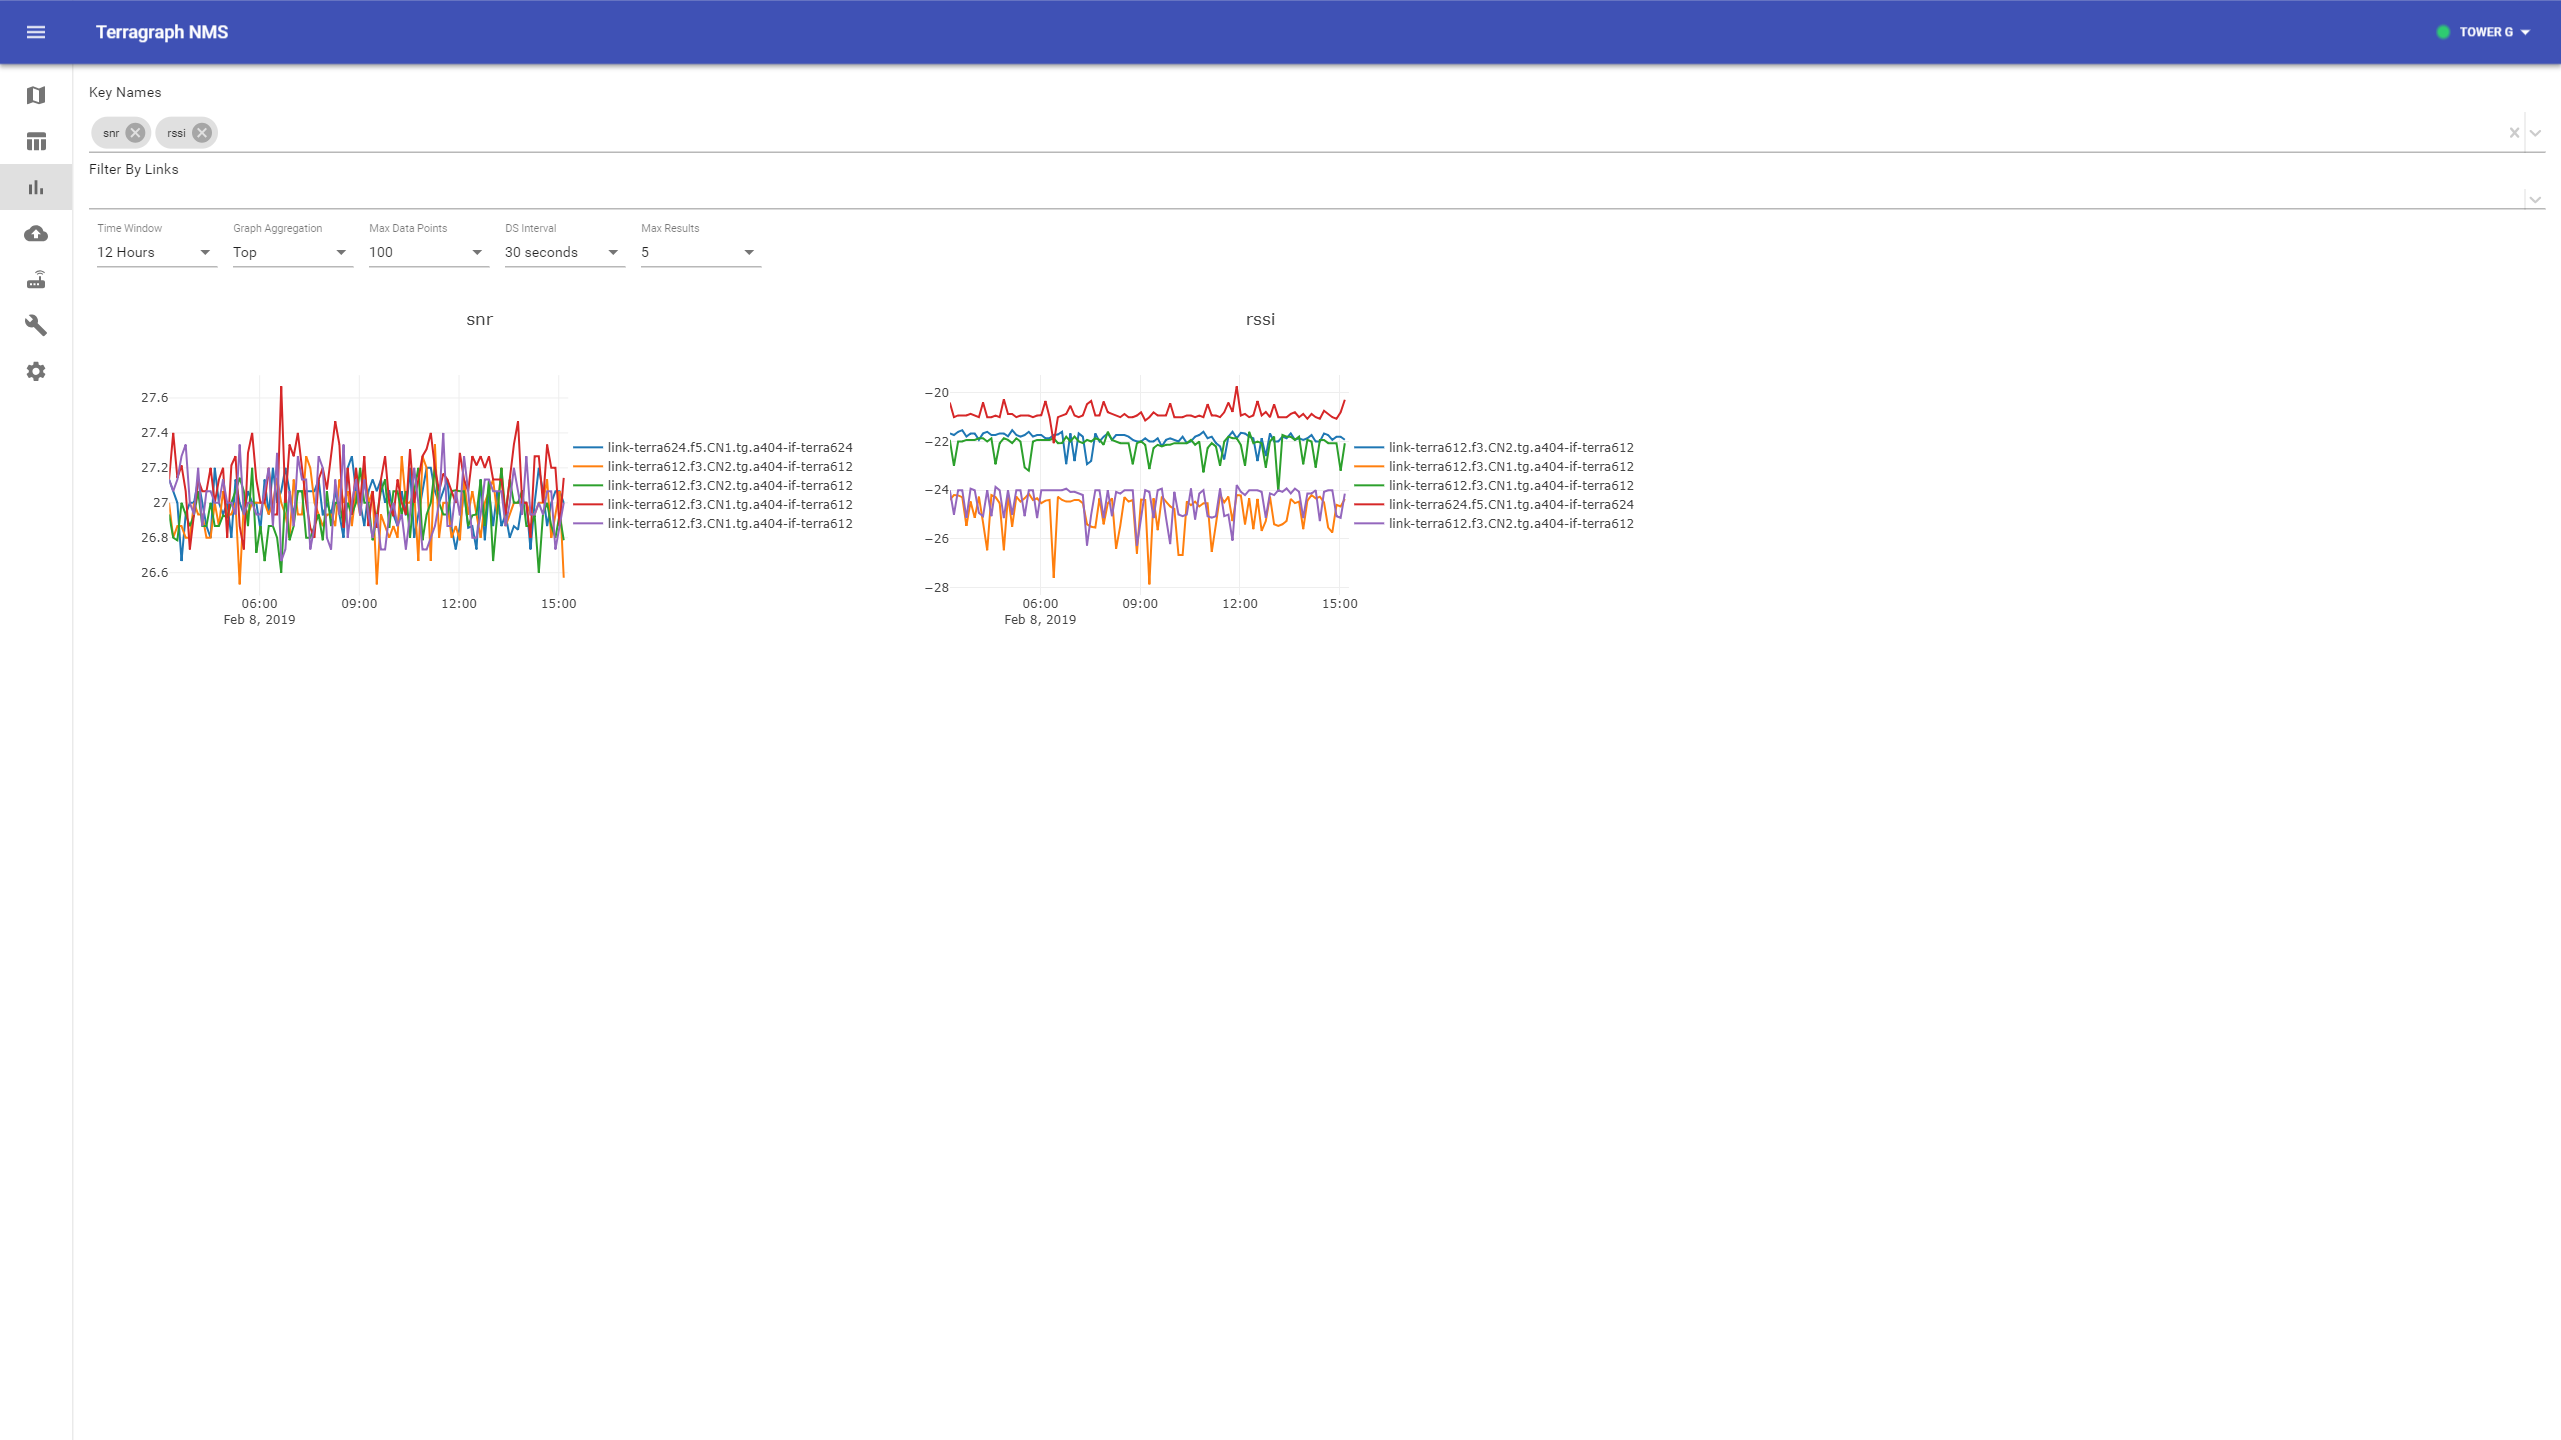 Terragraph NMS
TOWER G
Key Names
snr
rssi
Filter By Links
Time Window
Graph Aggregation
Max Data Points
DS Interval
Max Results
12 Hours
Top
100
30 seconds
5
snr
27.6
27.4
27.2
27
26.8
26.6
06:00
09:00
12:00
15:00
Feb 8, 2019
link-terra624.f5.CN1.tg.a404-if-terra624
link-terra612.f3.CN2.tg.a404-if-terra612
link-terra612.f3.CN2.tg.a404-if-terra612
link-terra612.f3.CN1.tg.a404-if-terra612
link-terra612.f3.CN1.tg.a404-if-terra612
rssi
−20
−22
−24
−26
−28
06:00
09:00
12:00
15:00
Feb 8, 2019
link-terra612.f3.CN2.tg.a404-if-terra612
link-terra612.f3.CN1.tg.a404-if-terra612
link-terra612.f3.CN1.tg.a404-if-terra612
link-terra624.f5.CN1.tg.a404-if-terra624
link-terra612.f3.CN2.tg.a404-if-terra612